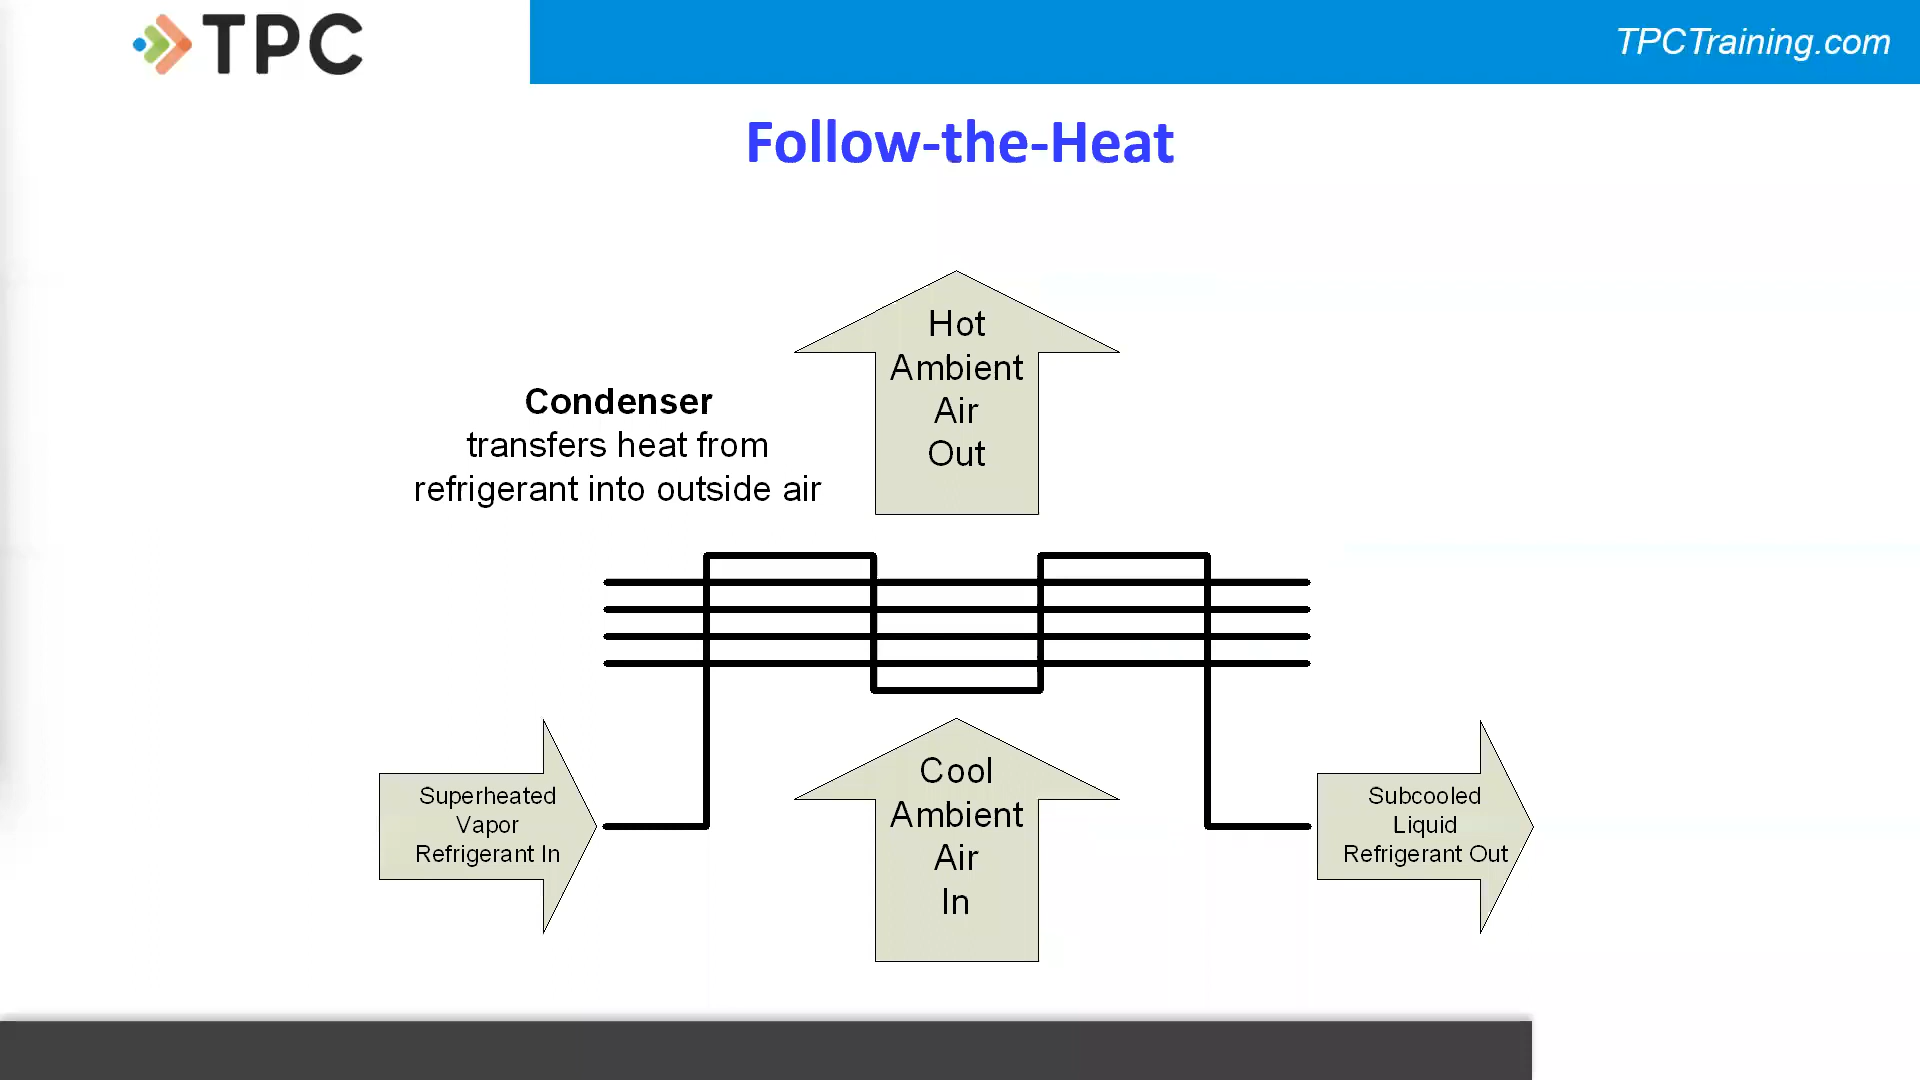 TPC
TPCTraining.com
Follow-the-Heat
Hot
Ambient
Air
Out
Condenser
transfers heat from
refrigerant into outside air
Superheated
Vapor
Refrigerant In
Cool
Ambient
Air
In
Subcooled
Liquid
Refrigerant Out